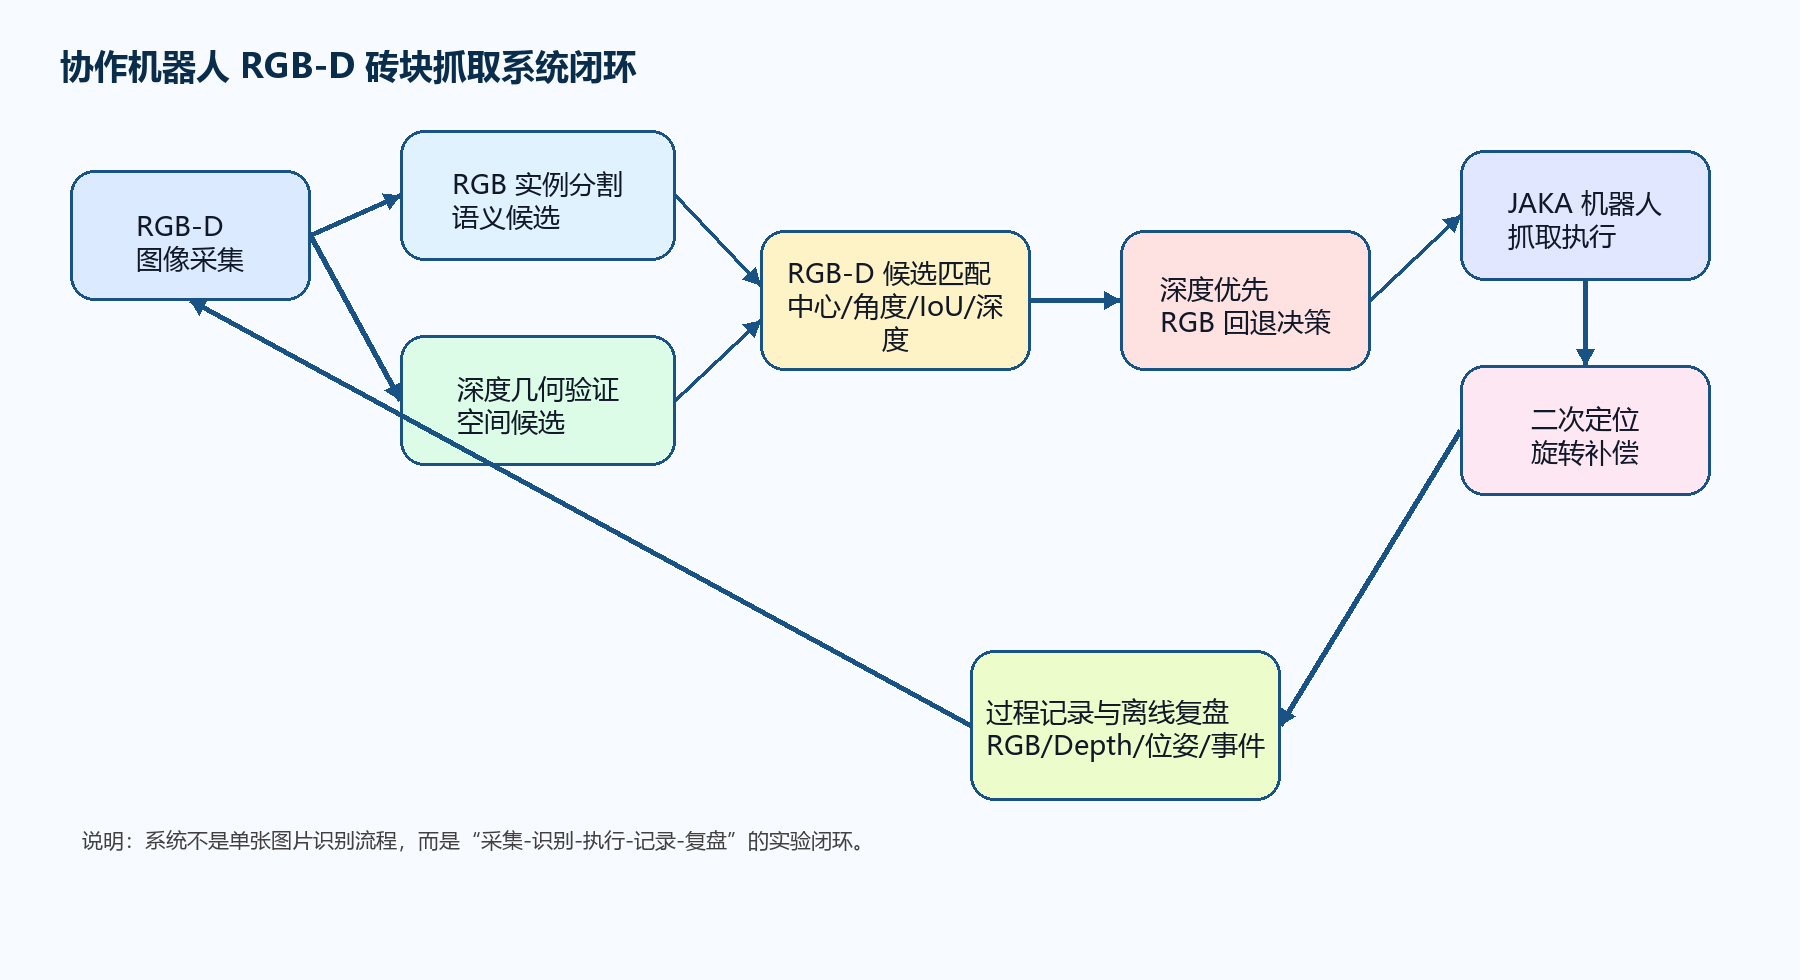 协作机器人 RGB-D 砖块抓取系统闭环
RGB-D
图像采集
RGB 实例分割
语义候选
深度几何验证
空间候选
RGB-D 候选匹配
中心/角度/IoU/深
度
深度优先
RGB 回退决策
JAKA 机器人
抓取执行
二次定位
旋转补偿
过程记录与离线复盘
RGB/Depth/位姿/事件
说明：系统不是单张图片识别流程，而是“采集-识别-执行-记录-复盘”的实验闭环。